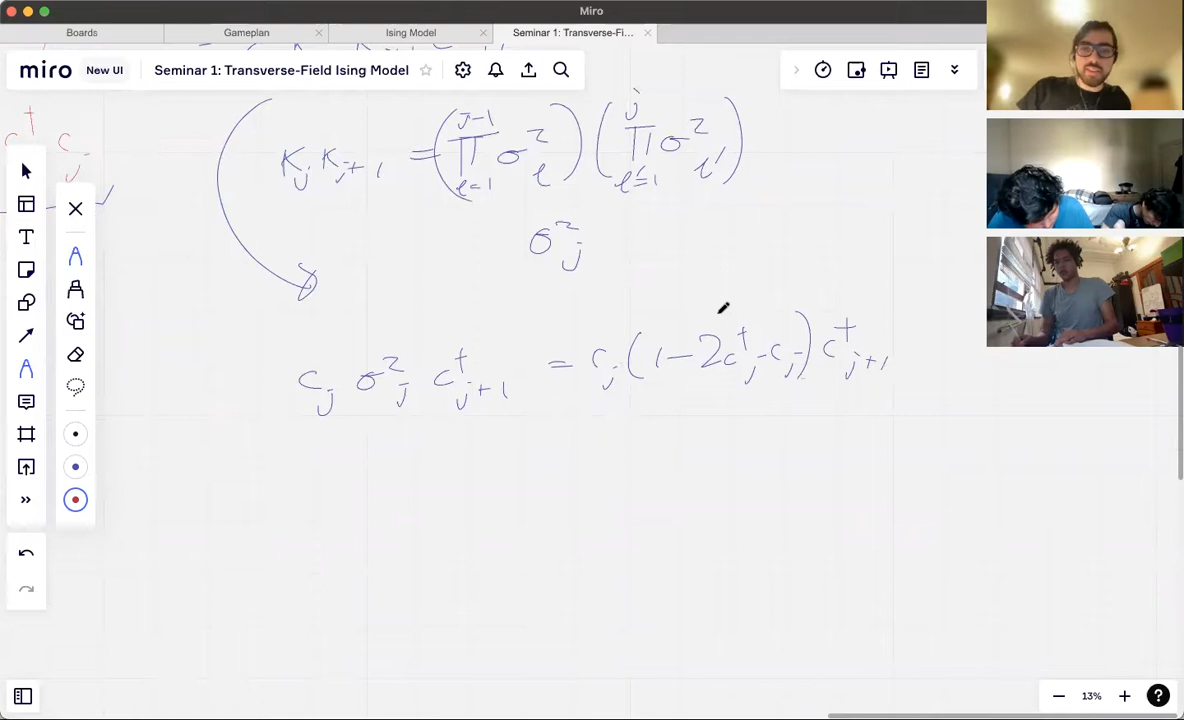 Miro
Boards
Gameplan
Ising Model
Seminar 1: Transverse-Fi...
miro
New UI
Seminar 1: Transverse-Field Ising Model
c† c_j
K_j K_{j+1} = (∏_{l=1}^{j-1} σ^z_l) (∏_{l'=1}^{j} σ^z_{l'})
σ^z_j
c_j σ^z_j c†_{j+1} = c_j (1 - 2c†_j c_j) c†_{j+1}
13%